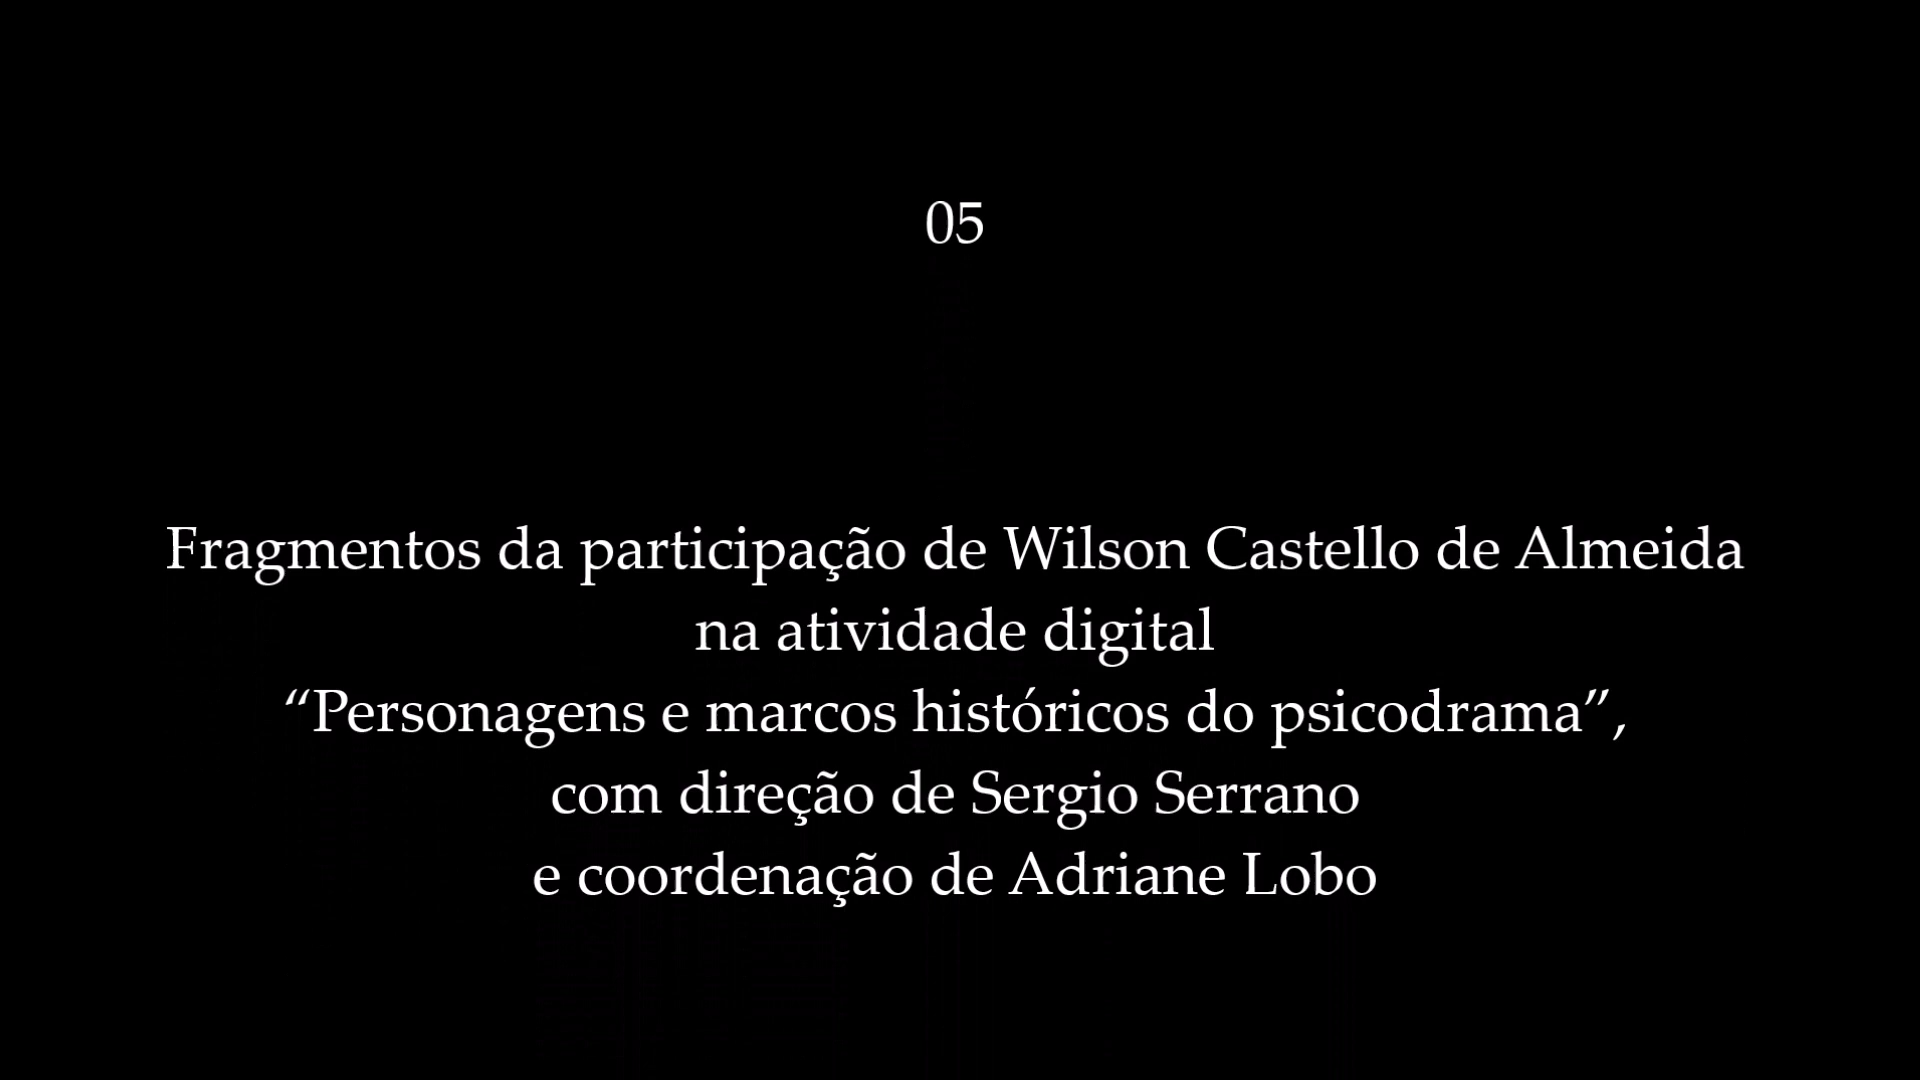 05
Fragmentos da participação de Wilson Castello de Almeida
na atividade digital
“Personagens e marcos históricos do psicodrama”,
com direção de Sergio Serrano
e coordenação de Adriane Lobo